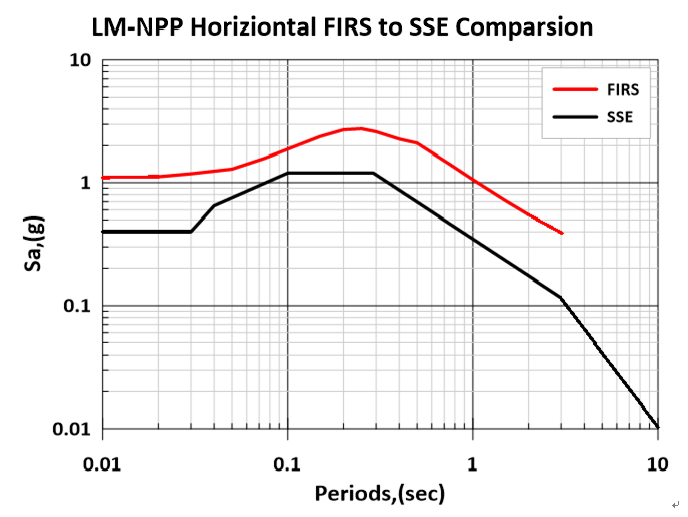 LM-NPP Horiziontal FIRS to SSE Comparsion
10
FIRS
SSE
1
Sa,(g)
0.1
0.01
0.01 0.1 1 10
Periods,(sec)